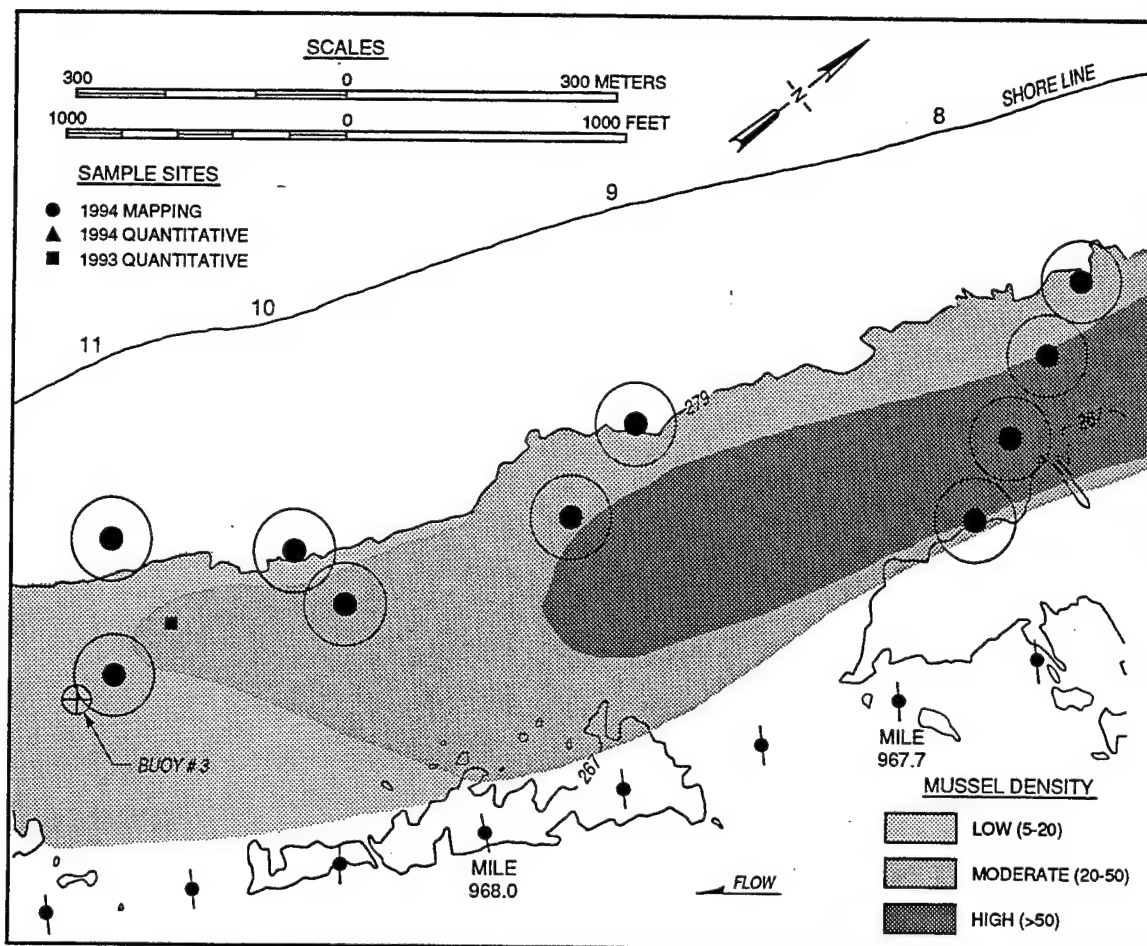 SCALES
300 0 300 METERS
1000 0 1000 FEET
N
SHORE LINE
8
9
10
11
SAMPLE SITES
1994 MAPPING
1994 QUANTITATIVE
1993 QUANTITATIVE
279
267
267
BUOY # 3
MILE
967.7
MILE
968.0
FLOW
MUSSEL DENSITY
LOW (5-20)
MODERATE (20-50)
HIGH (>50)